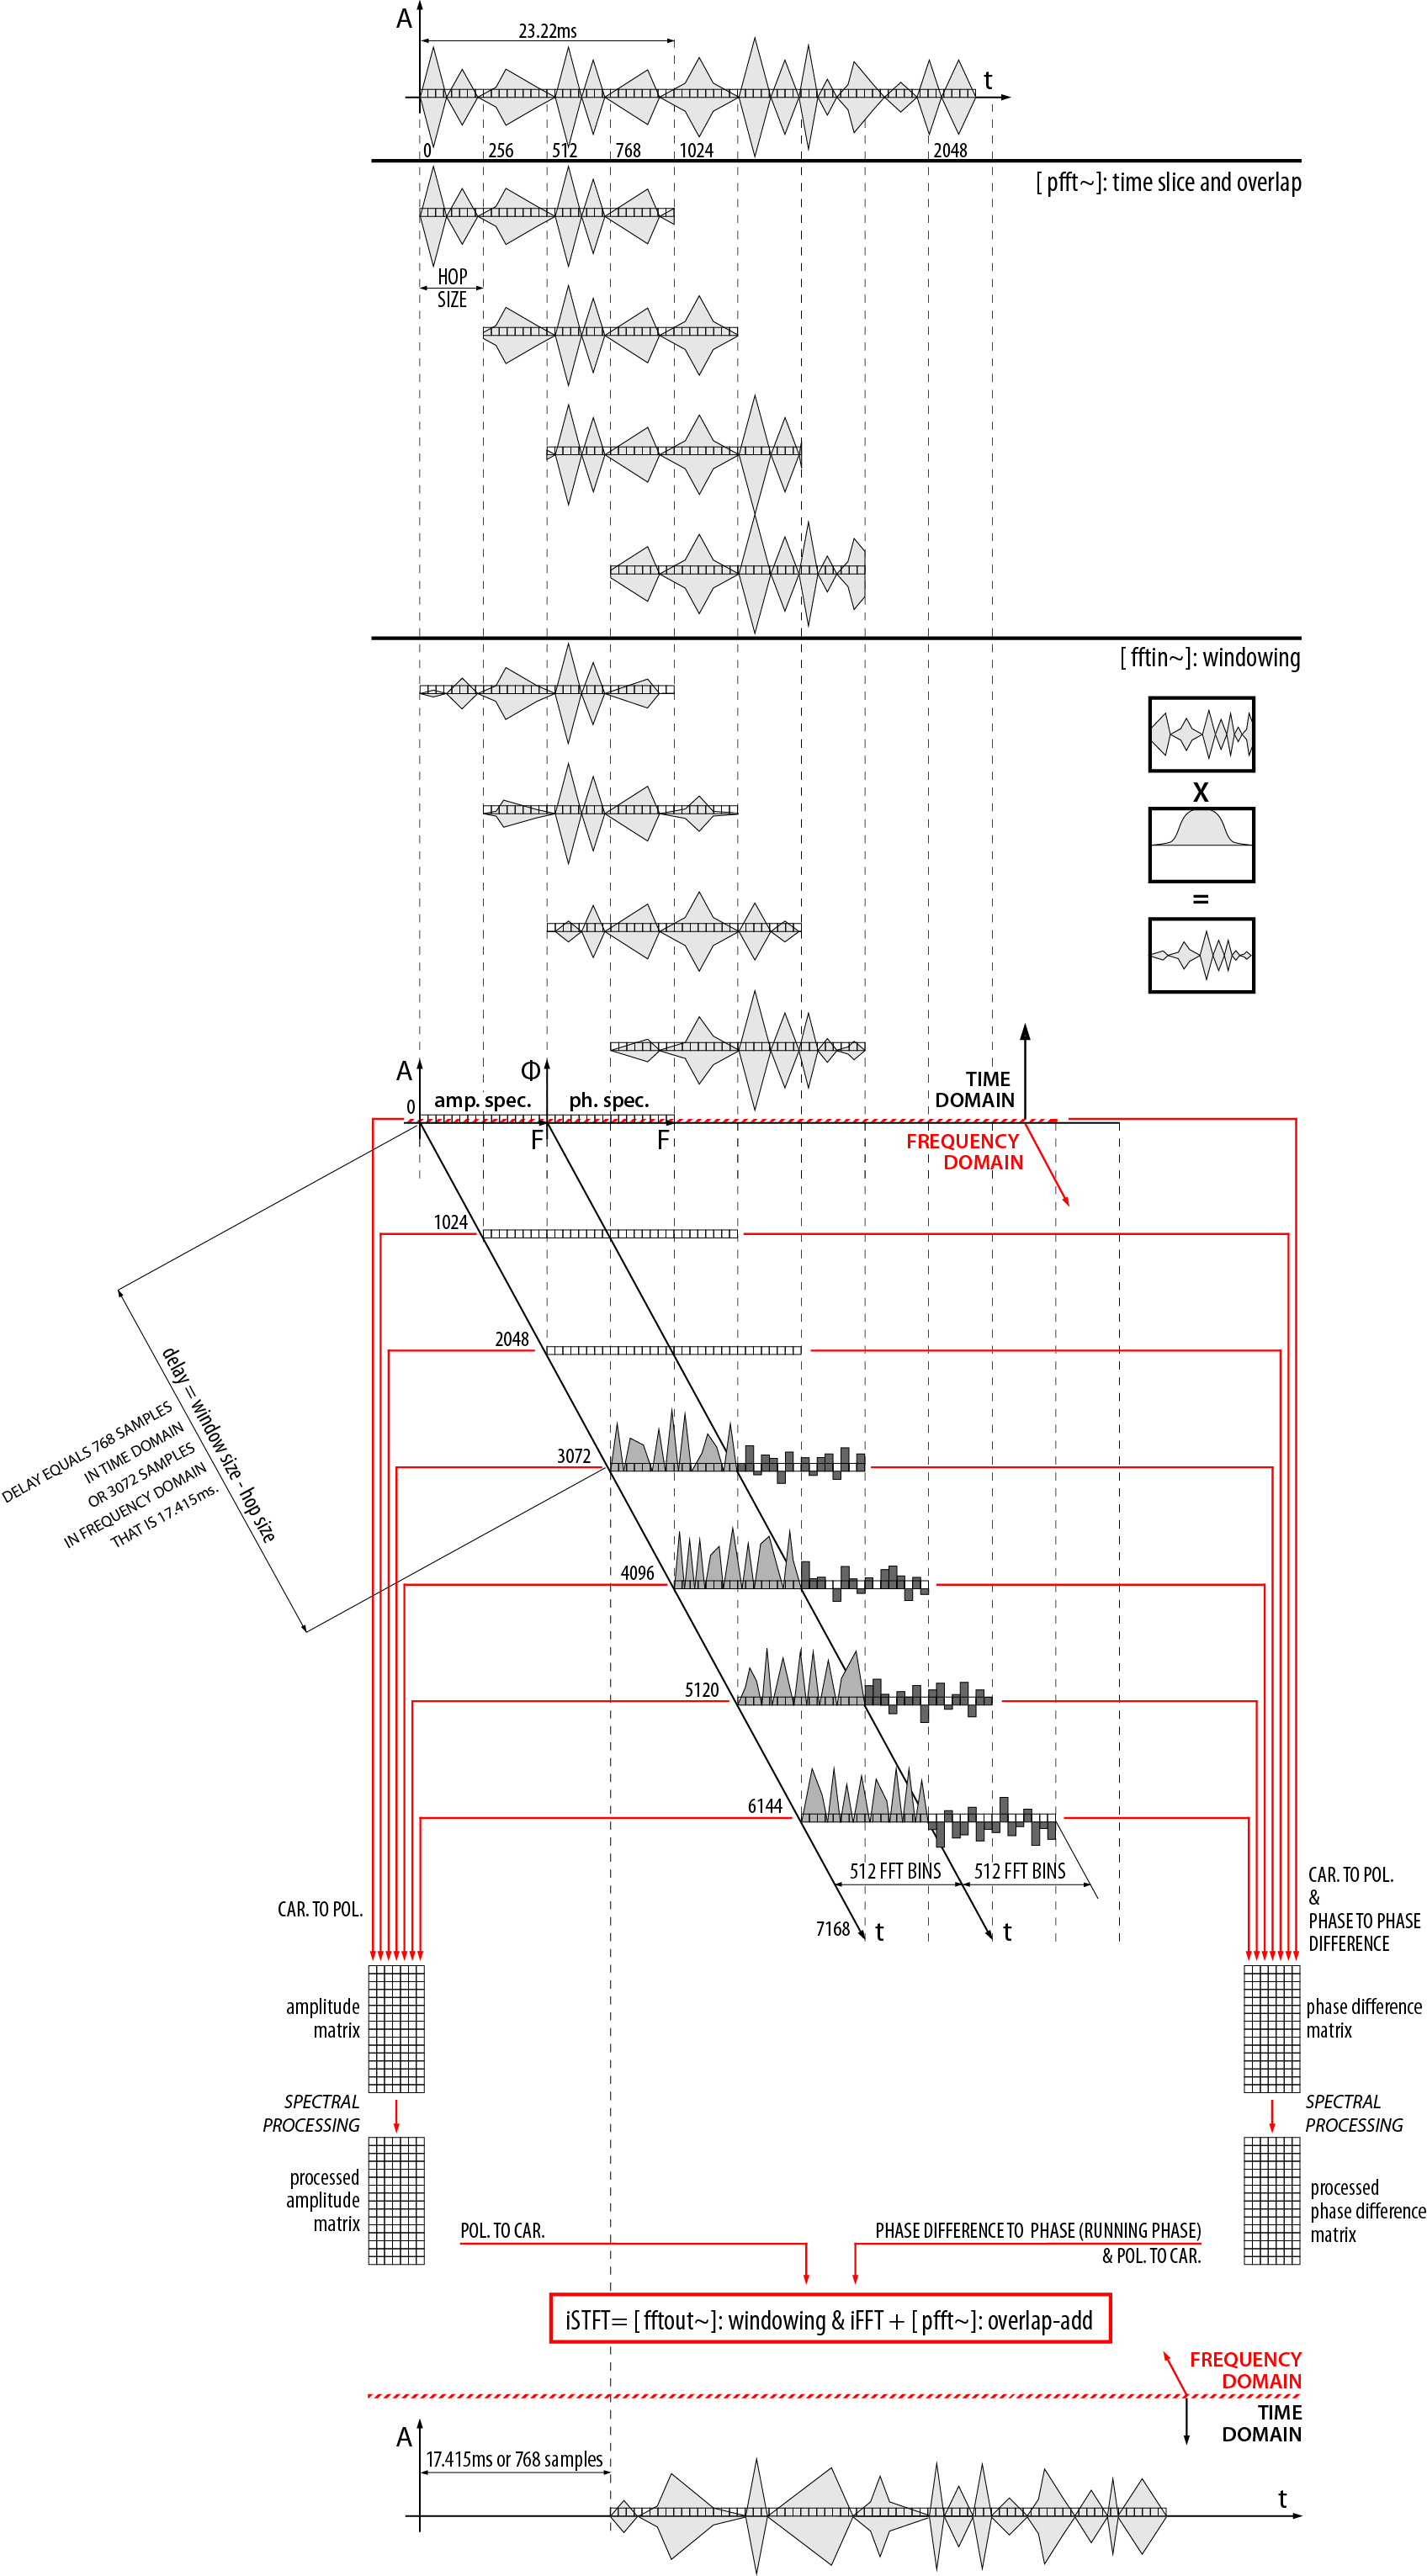 A
23.22ms
t
0 256 512 768 1024 2048
[ pfft~]: time slice and overlap
HOP
SIZE
[ fftin~]: windowing
X
=
A Φ
TIME
DOMAIN
amp. spec. ph. spec.
0
F F
FREQUENCY
DOMAIN
1024
2048
delay = window size - hop size
DELAY EQUALS 768 SAMPLES
IN TIME DOMAIN
OR 3072 SAMPLES
IN FREQUENCY DOMAIN
THAT IS 17.415ms.
3072
4096
5120
6144
512 FFT BINS 512 FFT BINS
7168 t t
CAR. TO POL.
CAR. TO POL.
&
PHASE TO PHASE
DIFFERENCE
amplitude
matrix
phase difference
matrix
SPECTRAL
PROCESSING
SPECTRAL
PROCESSING
processed
amplitude
matrix
processed
phase difference
matrix
POL. TO CAR.
PHASE DIFFERENCE TO PHASE (RUNNING PHASE)
& POL. TO CAR.
iSTFT= [ fftout~]: windowing & iFFT + [ pfft~]: overlap-add
FREQUENCY
DOMAIN
TIME
DOMAIN
A
17.415ms or 768 samples
t